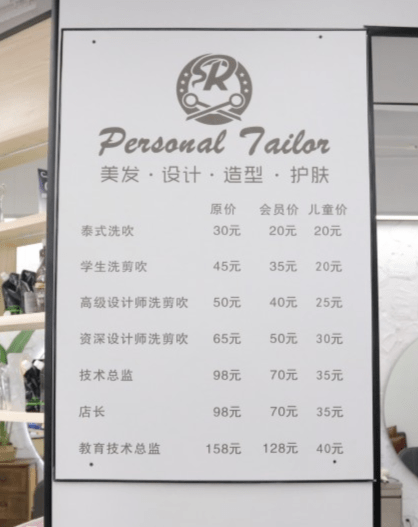 SR
Personal Tailor
美发·设计·造型·护肤
原价 会员价 儿童价
泰式洗吹 30元 20元 20元
学生洗剪吹 45元 35元 20元
高级设计师洗剪吹 50元 40元 25元
资深设计师洗剪吹 65元 50元 30元
技术总监 98元 70元 35元
店长 98元 70元 35元
教育技术总监 158元 128元 40元